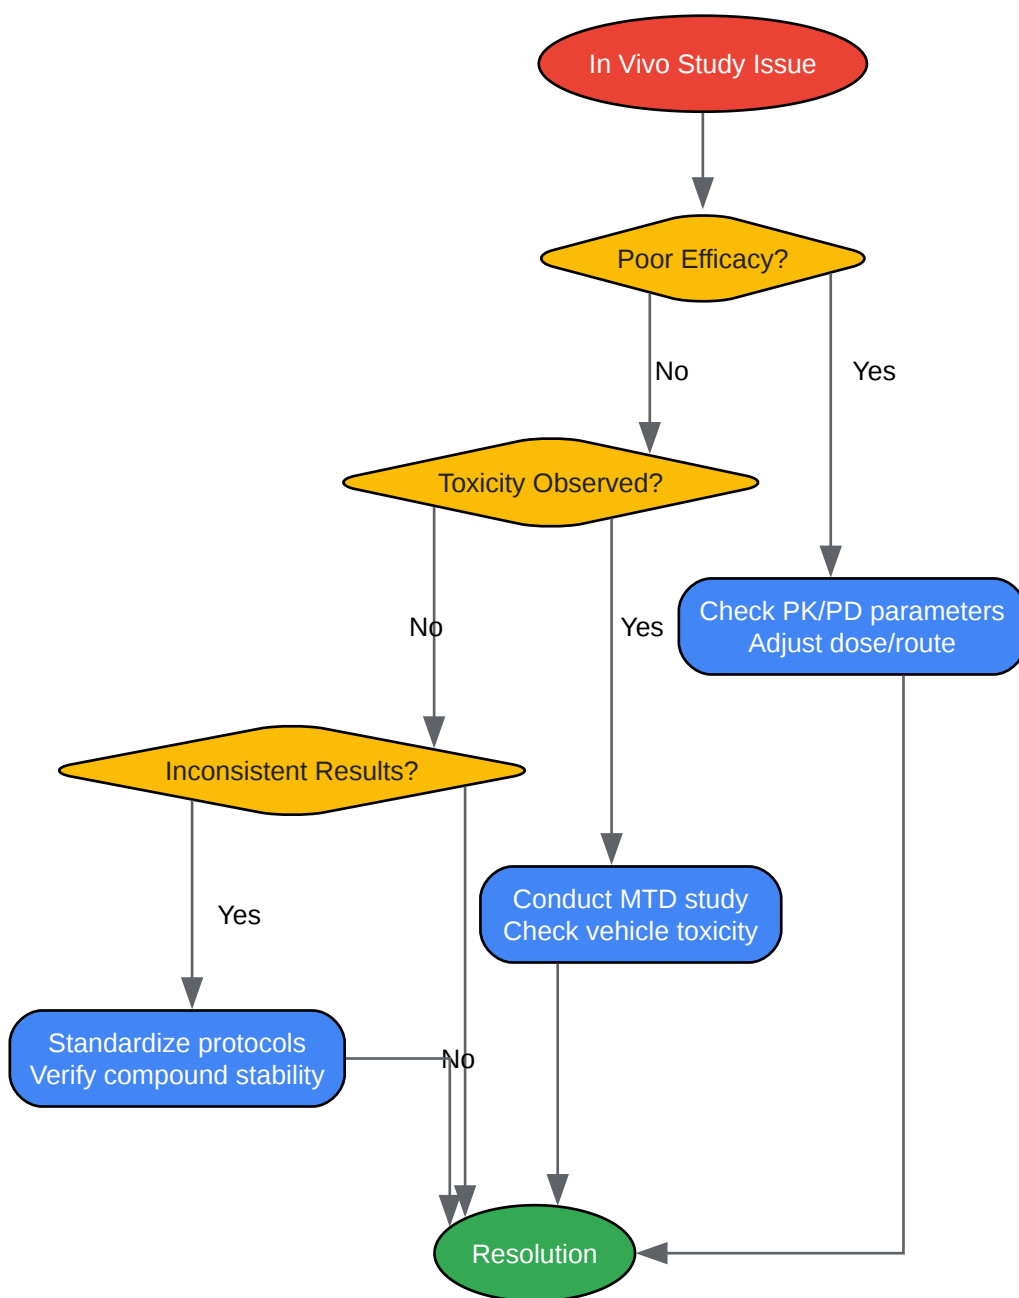 In Vivo Study Issue
Poor Efficacy?
No
Yes
Toxicity Observed?
Check PK/PD parameters
Adjust dose/route
No
Yes
Inconsistent Results?
Conduct MTD study
Check vehicle toxicity
Yes
Standardize protocols
Verify compound stability
No
Resolution